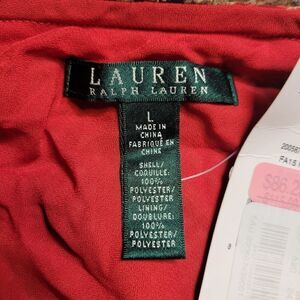 LAUREN
RALPH LAUREN
L
MADE IN
CHINA
FABRIQUÉ EN
CHINE
SHELL/
COQUILLE:
100%
POLYESTER/
POLYESTER
LINING/
DOUBLURE:
100%
POLYESTER/
POLYESTER